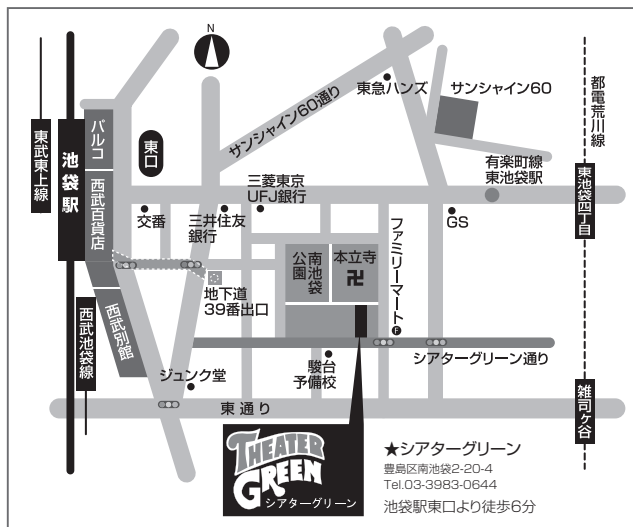 N
東武東上線
池袋駅
パルコ
西武百貨店
東口
サンシャイン60通り
東急ハンズ
サンシャイン60
都電荒川線
有楽町線
東池袋駅
東池袋四丁目
交番
三井住友
銀行
三菱東京
UFJ銀行
GS
ファミリーマート
F
南池袋
公園
本立寺
卍
地下道
39番出口
西武別館
西武池袋線
ジュンク堂
駿台
予備校
シアターグリーン通り
東通り
雑司ヶ谷
THEATER
GREEN
シアターグリーン
★シアターグリーン
豊島区南池袋2-20-4
Tel.03-3983-0644
池袋駅東口より徒歩6分